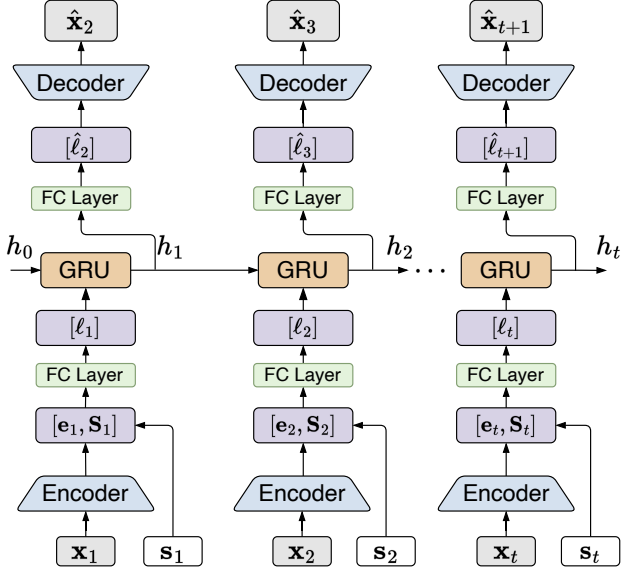 x̂₂ x̂₃ x̂ₜ₊₁
Decoder Decoder Decoder
[ℓ̂₂] [ℓ̂₃] [ℓ̂ₜ₊₁]
FC Layer FC Layer FC Layer
h₀ h₁ h₂ hₜ
GRU GRU ··· GRU
[ℓ₁] [ℓ₂] [ℓₜ]
FC Layer FC Layer FC Layer
[e₁, S₁] [e₂, S₂] [eₜ, Sₜ]
Encoder Encoder Encoder
x₁ s₁ x₂ s₂ xₜ sₜ